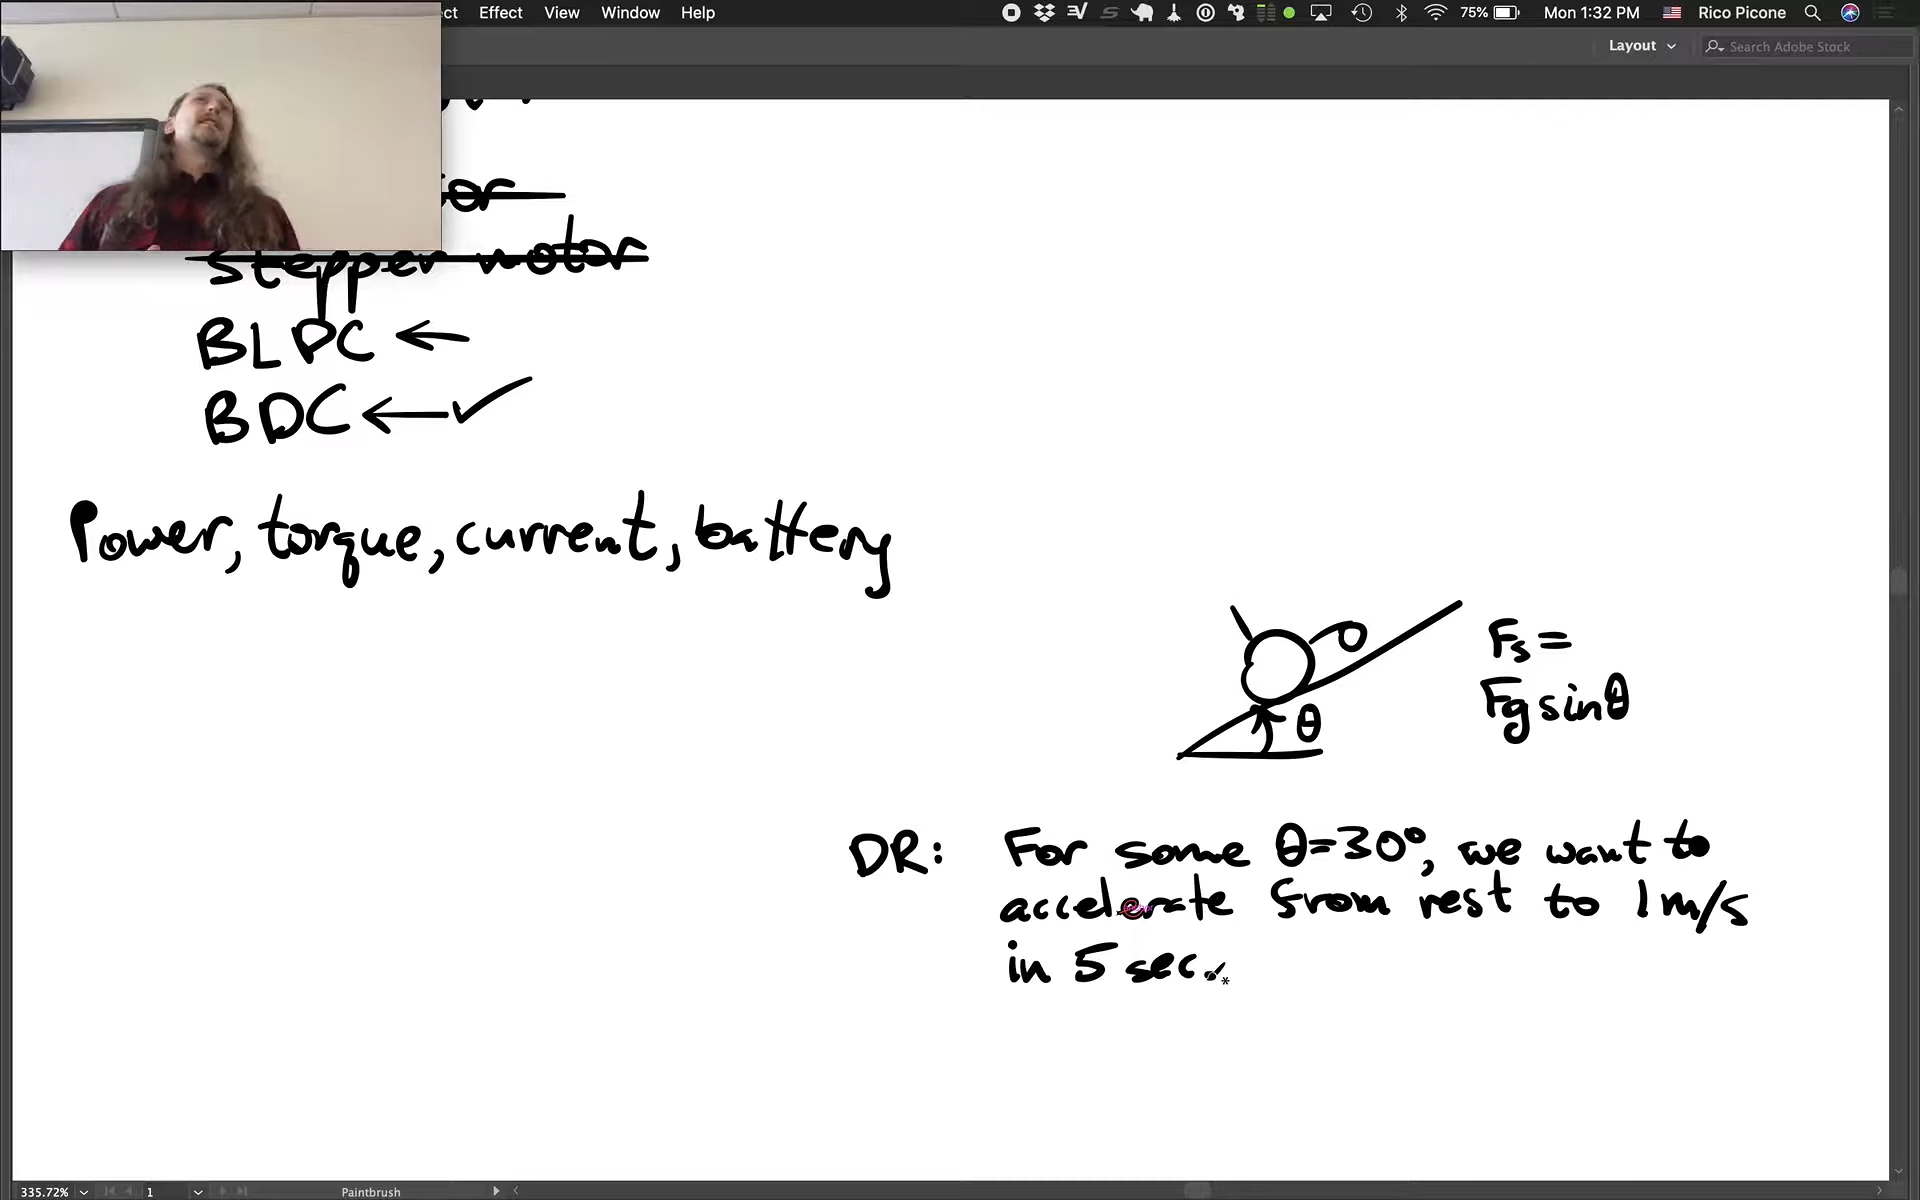 ct Effect View Window Help
75% Mon 1:32 PM Rico Picone
Layout Search Adobe Stock
stepper motor
BLDC ←
BDC ← ✓
Power, torque, current, battery
Fs =
Fg sinθ
θ
DR: For some θ=30°, we want to
accelerate from rest to 1 m/s
in 5 sec.
335.72% 1 Paintbrush